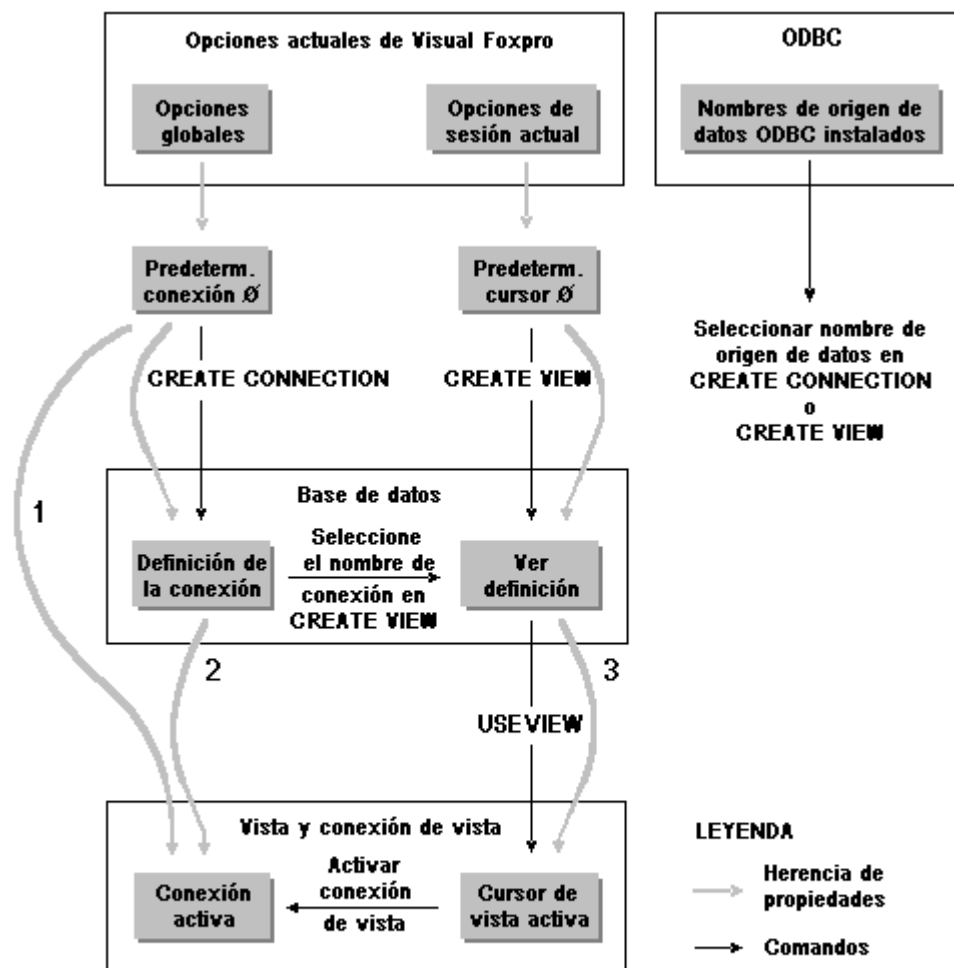 Opciones actuales de Visual Foxpro
Opciones
globales
Opciones de
sesión actual
ODBC
Nombres de origen de
datos ODBC instalados
Predeterm.
conexión Ø
Predeterm.
cursor Ø
Seleccionar nombre de
origen de datos en
CREATE CONNECTION
o
CREATE VIEW
CREATE CONNECTION
CREATE VIEW
1
Base de datos
Definición de
la conexión
Seleccione
el nombre de
conexión en
CREATE VIEW
Ver
definición
2
3
USE VIEW
Vista y conexión de vista
Conexión
activa
Activar
conexión
de vista
Cursor de
vista activa
LEYENDA
Herencia de
propiedades
Comandos